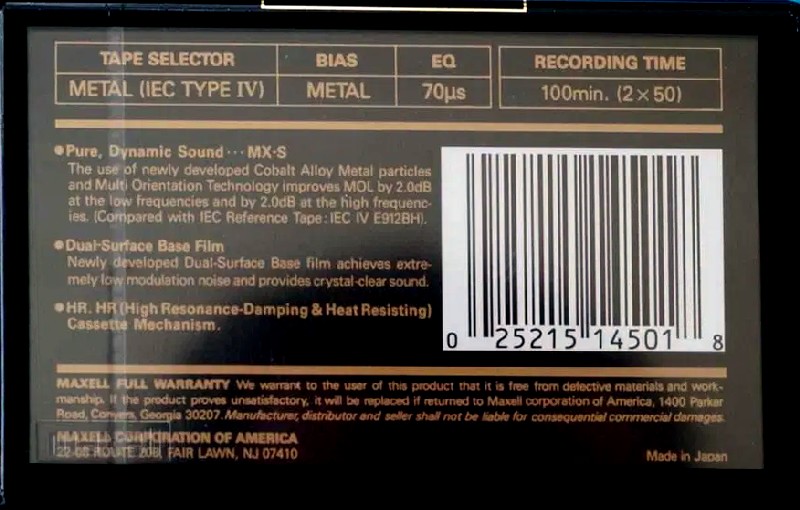 TAPE SELECTOR BIAS EQ RECORDING TIME
METAL (IEC TYPE IV) METAL 70μs 100min. (2×50)
●Pure, Dynamic Sound···MX·S
The use of newly developed Cobalt Alloy Metal particles
and Multi Orientation Technology improves MOL by 2.0dB
at the low frequencies and by 2.0dB at the high frequenc-
ies. (Compared with IEC Reference Tape: IEC IV E912BH).
●Dual-Surface Base Film
Newly developed Dual-Surface Base film achieves extre-
mely low modulation noise and provides crystal-clear sound.
●HR. HR (High Resonance-Damping & Heat Resisting)
Cassette Mechanism.
0 25215 14501 8
MAXELL FULL WARRANTY We warrant to the user of this product that it is free from defective materials and work-
manship. If the product proves unsatisfactory, it will be replaced if returned to Maxell corporation of America, 1400 Parker
Road, Conyers, Georgia 30207. Manufacturer, distributor and seller shall not be liable for consequential commercial damages.
MAXELL CORPORATION OF AMERICA
22-08 ROUTE 208, FAIR LAWN, NJ 07410
Made in Japan